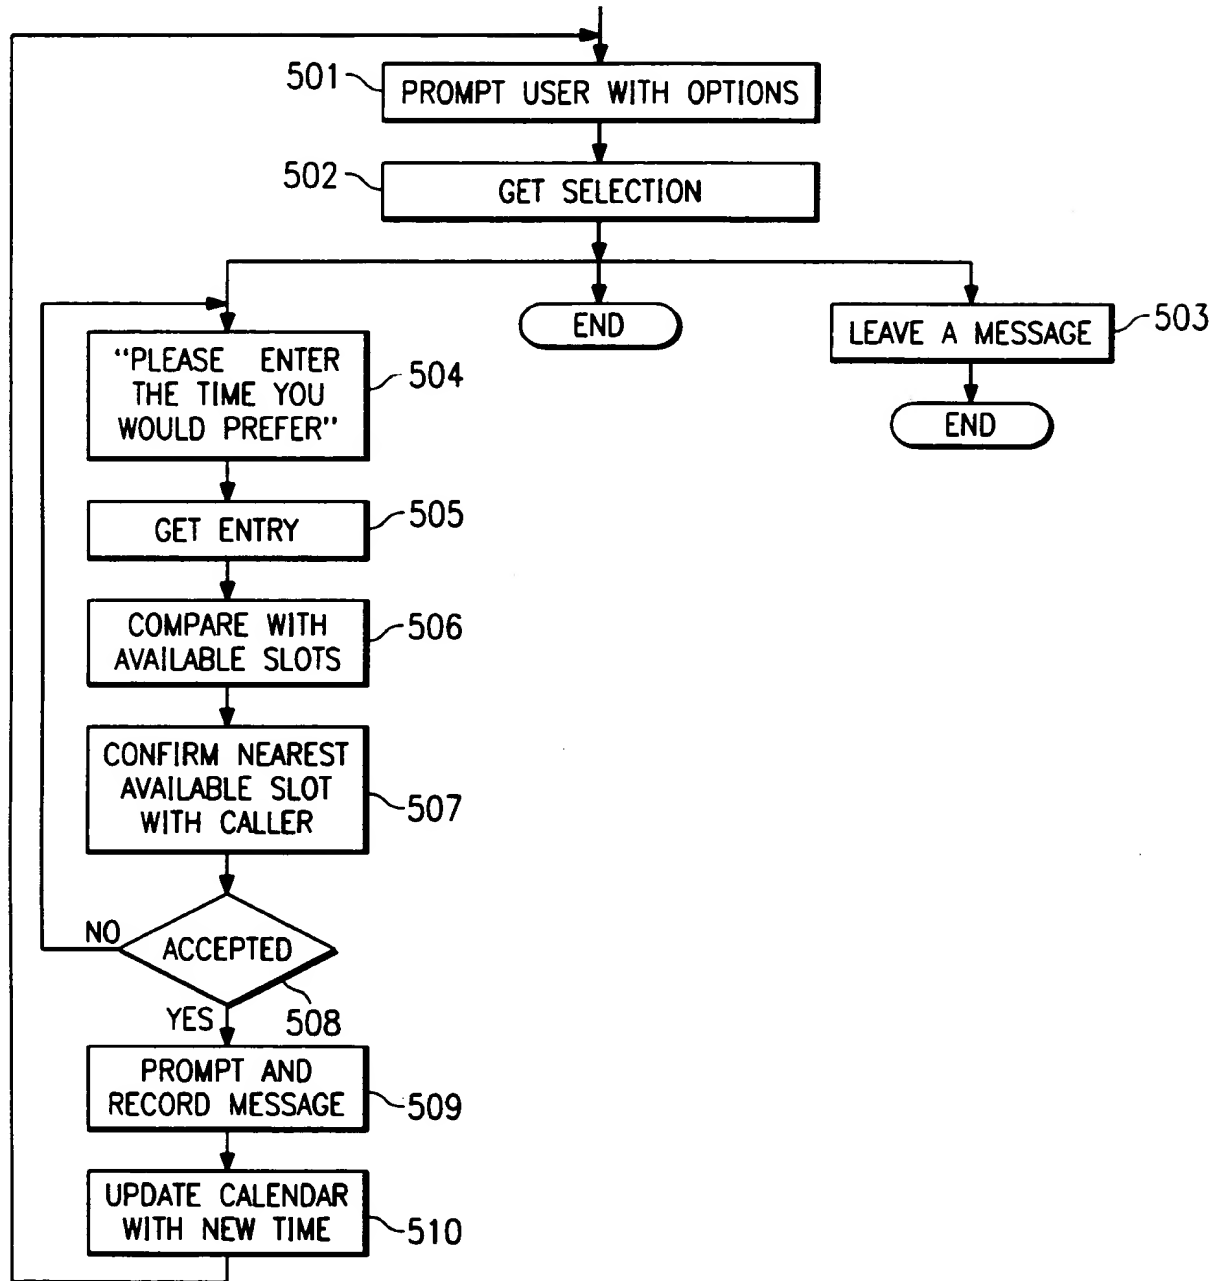 501
PROMPT USER WITH OPTIONS
502
GET SELECTION
END
LEAVE A MESSAGE
503
END
"PLEASE ENTER
THE TIME YOU
WOULD PREFER"
504
GET ENTRY
505
COMPARE WITH
AVAILABLE SLOTS
506
CONFIRM NEAREST
AVAILABLE SLOT
WITH CALLER
507
NO
ACCEPTED
508
YES
PROMPT AND
RECORD MESSAGE
509
UPDATE CALENDAR
WITH NEW TIME
510